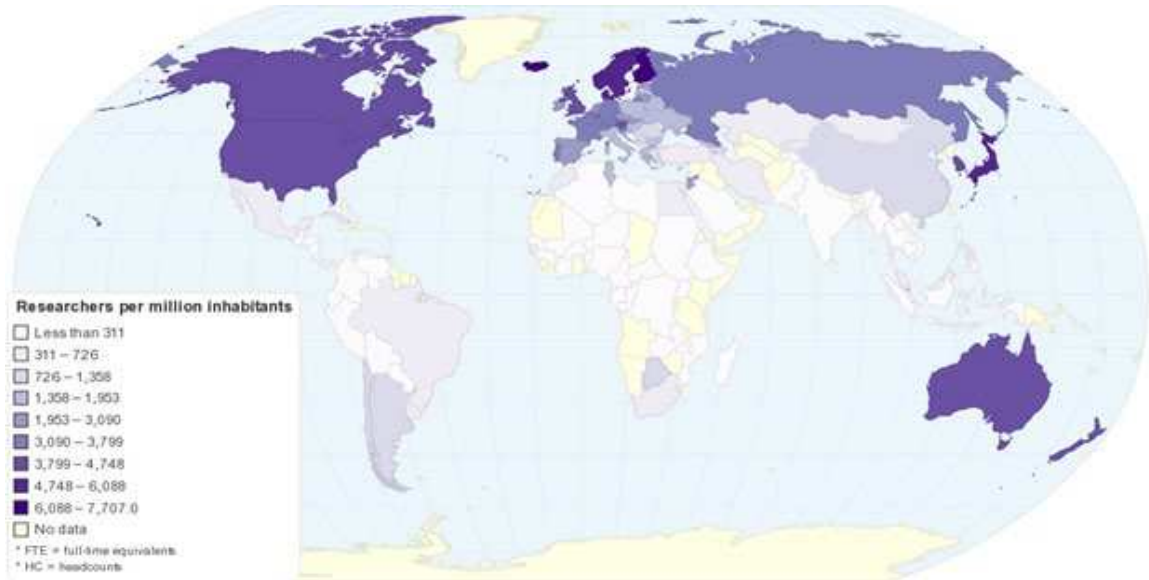 Researchers per million inhabitants
Less than 311
311 – 726
726 – 1,358
1,358 – 1,953
1,953 – 3,090
3,090 – 3,799
3,799 – 4,748
4,748 – 6,088
6,088 – 7,707.0
No data
* FTE = full-time equivalents
* HC = headcounts